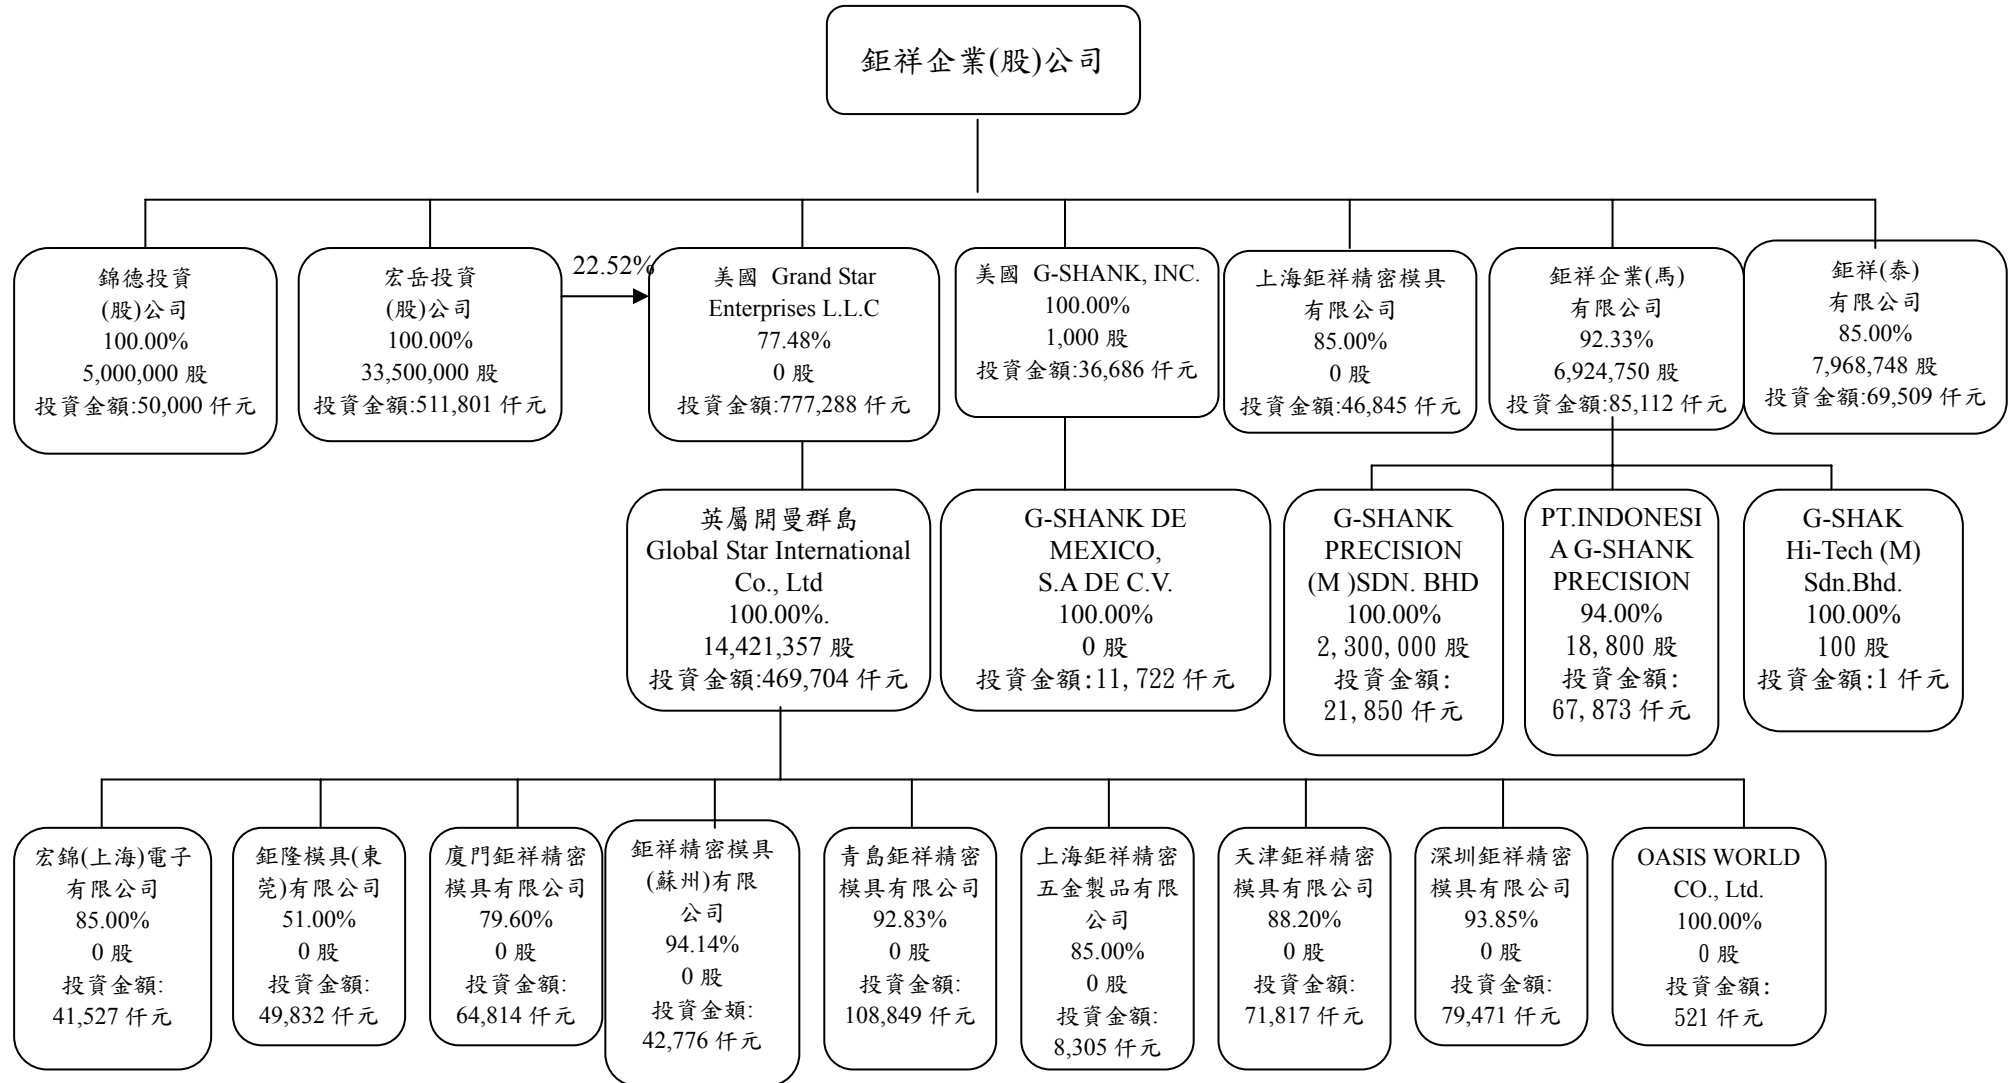 鉅祥企業(股)公司
錦德投資
(股)公司
100.00%
5,000,000 股
投資金額:50,000 仟元
宏岳投資
(股)公司
100.00%
33,500,000 股
投資金額:511,801 仟元
22.52%
美國 Grand Star
Enterprises L.L.C
77.48%
0 股
投資金額:777,288 仟元
美國 G-SHANK, INC.
100.00%
1,000 股
投資金額:36,686 仟元
上海鉅祥精密模具
有限公司
85.00%
0 股
投資金額:46,845 仟元
鉅祥企業(馬)
有限公司
92.33%
6,924,750 股
投資金額:85,112 仟元
鉅祥(泰)
有限公司
85.00%
7,968,748 股
投資金額:69,509 仟元
英屬開曼群島
Global Star International
Co., Ltd
100.00%.
14,421,357 股
投資金額:469,704 仟元
G-SHANK DE
MEXICO,
S.A DE C.V.
100.00%
0 股
投資金額:11,722 仟元
G-SHANK
PRECISION
(M )SDN. BHD
100.00%
2,300,000 股
投資金額:
21,850 仟元
PT.INDONESI
A G-SHANK
PRECISION
94.00%
18,800 股
投資金額:
67,873 仟元
G-SHAK
Hi-Tech (M)
Sdn.Bhd.
100.00%
100 股
投資金額:1 仟元
宏錦(上海)電子
有限公司
85.00%
0 股
投資金額:
41,527 仟元
鉅隆模具(東
莞)有限公司
51.00%
0 股
投資金額:
49,832 仟元
廈門鉅祥精密
模具有限公司
79.60%
0 股
投資金額:
64,814 仟元
鉅祥精密模具
(蘇州)有限
公司
94.14%
0 股
投資金頞:
42,776 仟元
青島鉅祥精密
模具有限公司
92.83%
0 股
投資金額:
108,849 仟元
上海鉅祥精密
五金製品有限
公司
85.00%
0 股
投資金額:
8,305 仟元
天津鉅祥精密
模具有限公司
88.20%
0 股
投資金額:
71,817 仟元
深圳鉅祥精密
模具有限公司
93.85%
0 股
投資金額:
79,471 仟元
OASIS WORLD
CO., Ltd.
100.00%
0 股
投資金額:
521 仟元